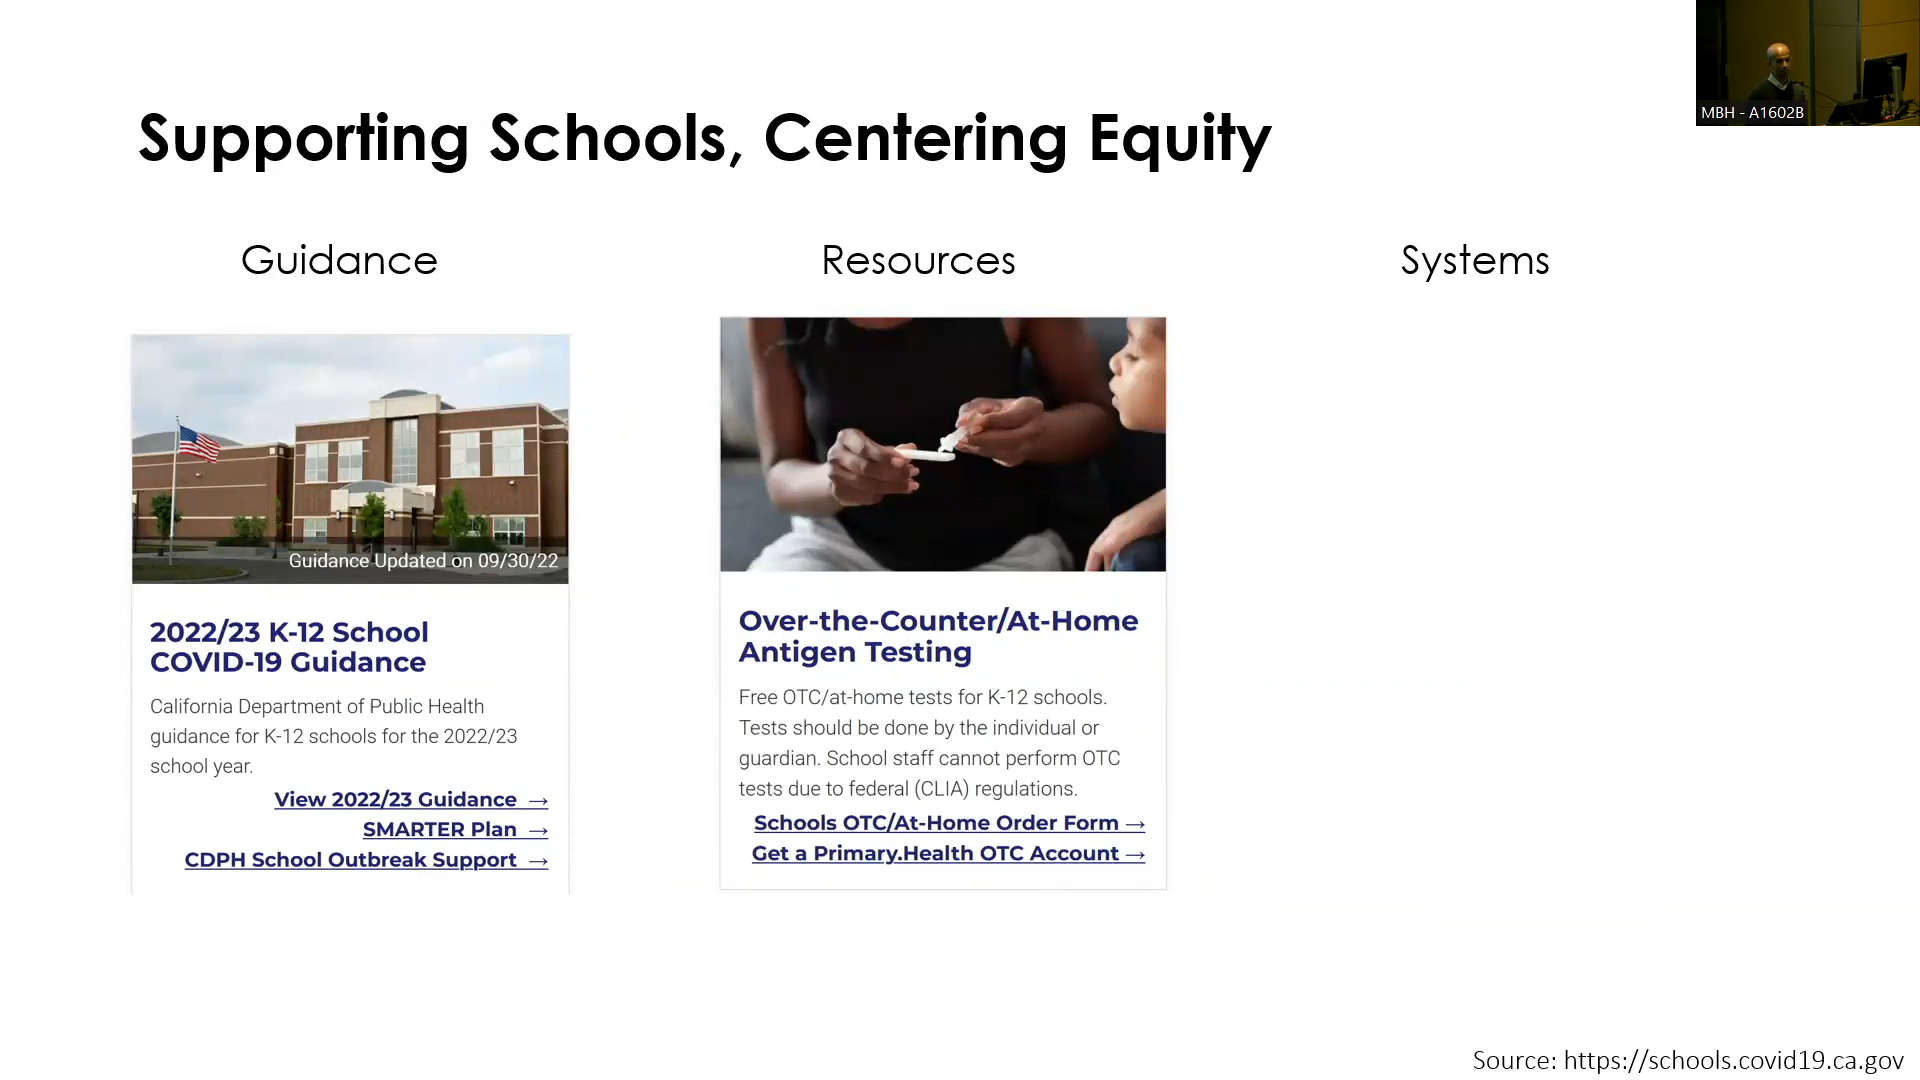 MBH - A1602B
Supporting Schools, Centering Equity
Guidance
Resources
Systems
Guidance Updated on 09/30/22
2022/23 K-12 School
COVID-19 Guidance
California Department of Public Health
guidance for K-12 schools for the 2022/23
school year.
View 2022/23 Guidance →
SMARTER Plan →
CDPH School Outbreak Support →
Over-the-Counter/At-Home
Antigen Testing
Free OTC/at-home tests for K-12 schools.
Tests should be done by the individual or
guardian. School staff cannot perform OTC
tests due to federal (CLIA) regulations.
Schools OTC/At-Home Order Form →
Get a Primary.Health OTC Account →
Source: https://schools.covid19.ca.gov